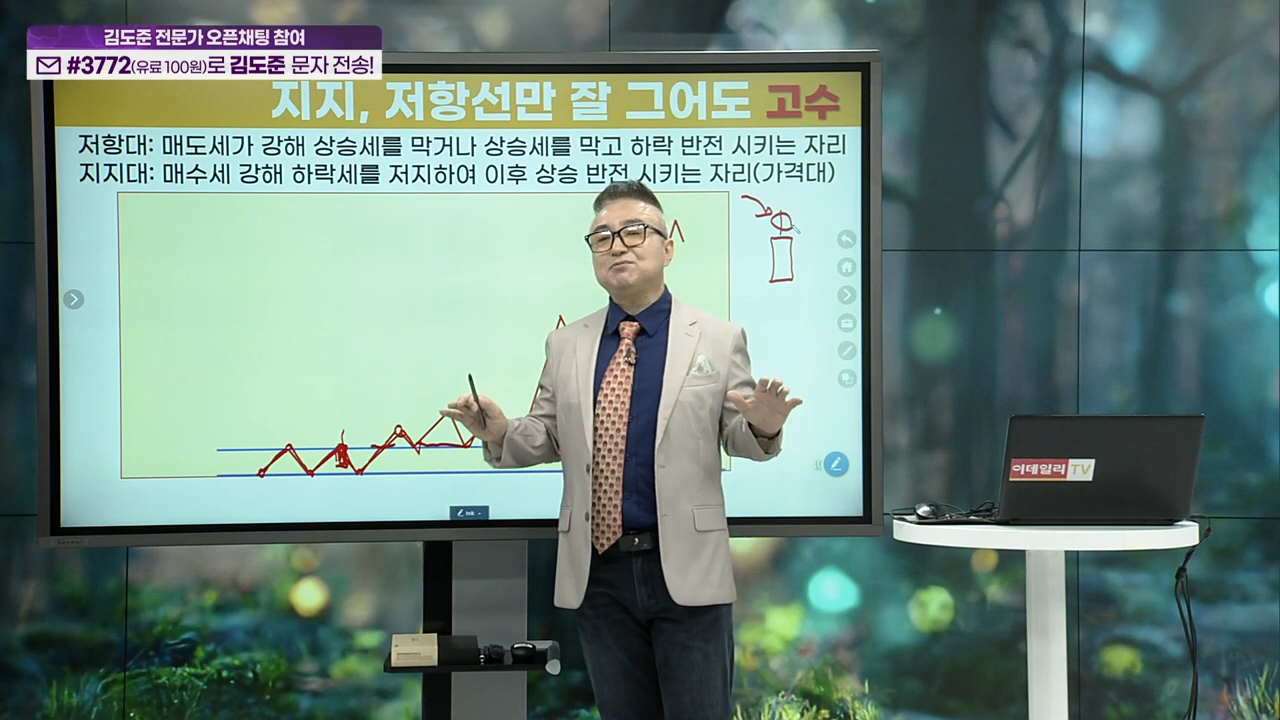 김도준 전문가 오픈채팅 참여
#3772(유료 100원)로 김도준 문자 전송!
지지, 저항선만 잘 그어도 고수
저항대: 매도세가 강해 상승세를 막거나 상승세를 막고 하락 반전 시키는 자리
지지대: 매수세 강해 하락세를 저지하여 이후 상승 반전 시키는 자리(가격대)
Ink
이데일리 TV